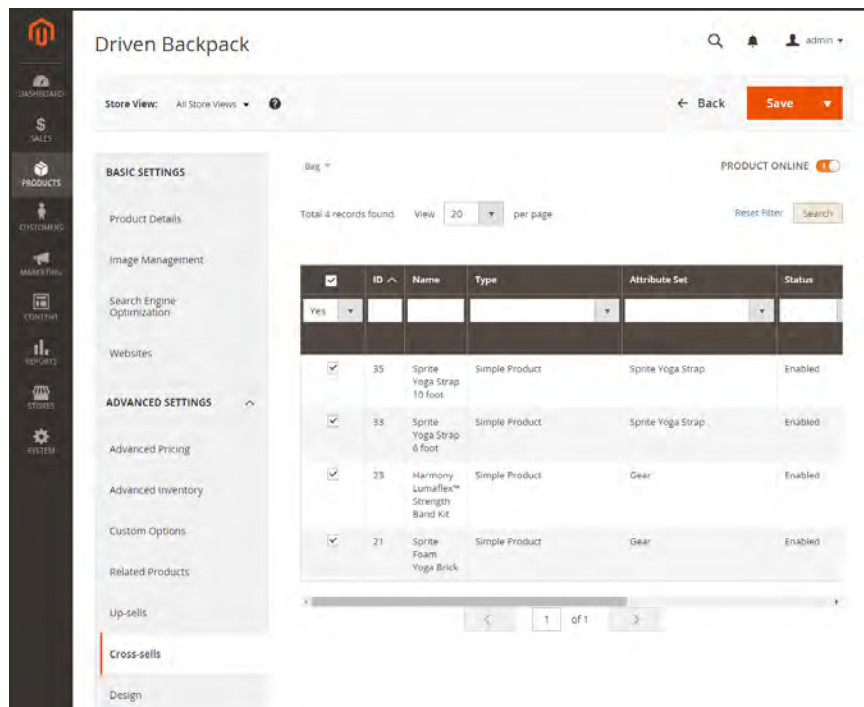 Driven Backpack
admin
DASHBOARD
SALES
PRODUCTS
CUSTOMERS
MARKETING
CONTENT
REPORTS
STORES
SYSTEM
Store View: All Store Views
?
← Back
Save
BASIC SETTINGS
Product Details
Image Management
Search Engine
Optimization
Websites
ADVANCED SETTINGS
Advanced Pricing
Advanced Inventory
Custom Options
Related Products
Up-sells
Cross-sells
Design
Bag
PRODUCT ONLINE
Total 4 records found View 20 per page
Reset Filter Search
ID Name Type Attribute Set Status
Yes
35 Sprite Simple Product Sprite Yoga Strap Enabled
Yoga Strap
10 foot
33 Sprite Simple Product Sprite Yoga Strap Enabled
Yoga Strap
6 foot
23 Harmony Simple Product Gear Enabled
Lumaflex™
Strength
Band Kit
21 Sprite Simple Product Gear Enabled
Foam
Yoga Brick
1 of 1